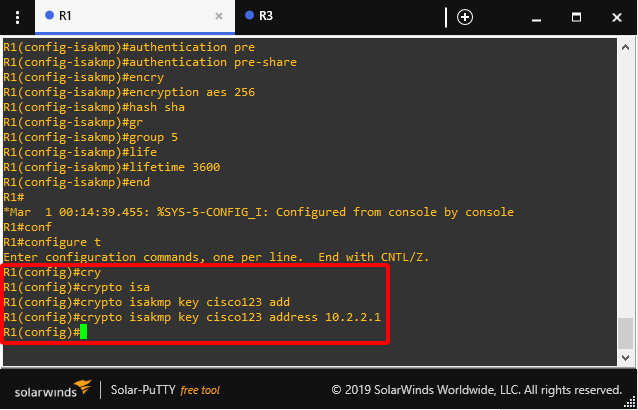 R1
R3
R1(config-isakmp)#authentication pre
R1(config-isakmp)#authentication pre-share
R1(config-isakmp)#encry
R1(config-isakmp)#encryption aes 256
R1(config-isakmp)#hash sha
R1(config-isakmp)#gr
R1(config-isakmp)#group 5
R1(config-isakmp)#life
R1(config-isakmp)#lifetime 3600
R1(config-isakmp)#end
R1#
*Mar  1 00:14:39.455: %SYS-5-CONFIG_I: Configured from console by console
R1#conf
R1#configure t
Enter configuration commands, one per line.  End with CNTL/Z.
R1(config)#cry
R1(config)#crypto isa
R1(config)#crypto isakmp key cisco123 add
R1(config)#crypto isakmp key cisco123 address 10.2.2.1
R1(config)#
solarwinds Solar-PuTTY free tool © 2019 SolarWinds Worldwide, LLC. All rights reserved.